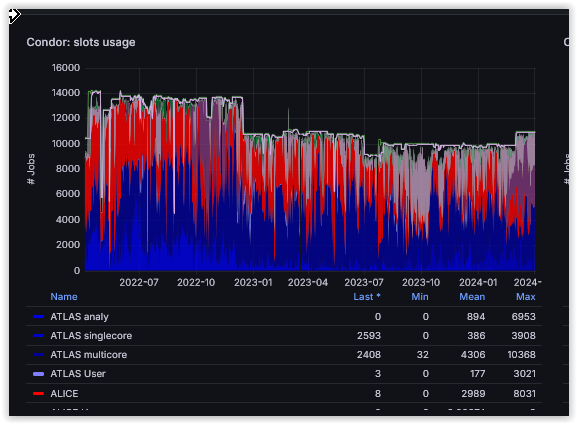 Condor: slots usage
# Jobs
16000
14000
12000
10000
8000
6000
4000
2000
0
2022-07 2022-10 2023-01 2023-04 2023-07 2023-10 2024-01 2024-
Name Last * Min Mean Max
ATLAS analy 0 0 894 6953
ATLAS singlecore 2593 0 386 3908
ATLAS multicore 2408 32 4306 10368
ATLAS User 3 0 177 3021
ALICE 8 0 2989 8031
# Jobs